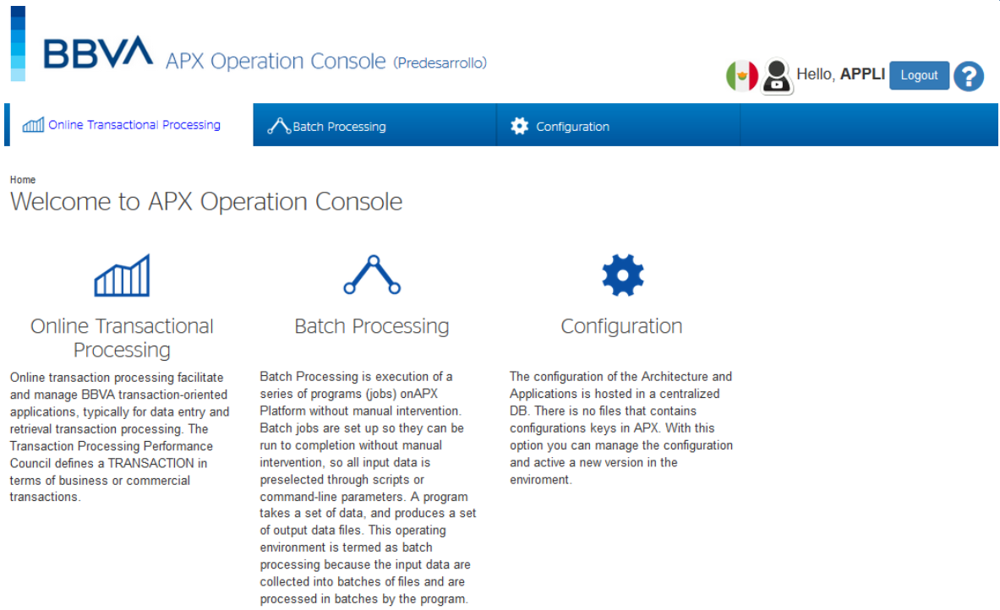 BBVA APX Operation Console (Predesarrollo)
Hello, APPLI Logout ?
Online Transactional Processing Batch Processing Configuration
Home
Welcome to APX Operation Console
Online Transactional
Processing
Online transaction processing facilitate
and manage BBVA transaction-oriented
applications, typically for data entry and
retrieval transaction processing. The
Transaction Processing Performance
Council defines a TRANSACTION in
terms of business or commercial
transactions.
Batch Processing
Batch Processing is execution of a
series of programs (jobs) onAPX
Platform without manual intervention.
Batch jobs are set up so they can be
run to completion without manual
intervention, so all input data is
preselected through scripts or
command-line parameters. A program
takes a set of data, and produces a set
of output data files. This operating
environment is termed as batch
processing because the input data are
collected into batches of files and are
processed in batches by the program.
Configuration
The configuration of the Architecture and
Applications is hosted in a centralized
DB. There is no files that contains
configurations keys in APX. With this
option you can manage the configuration
and active a new version in the
enviroment.